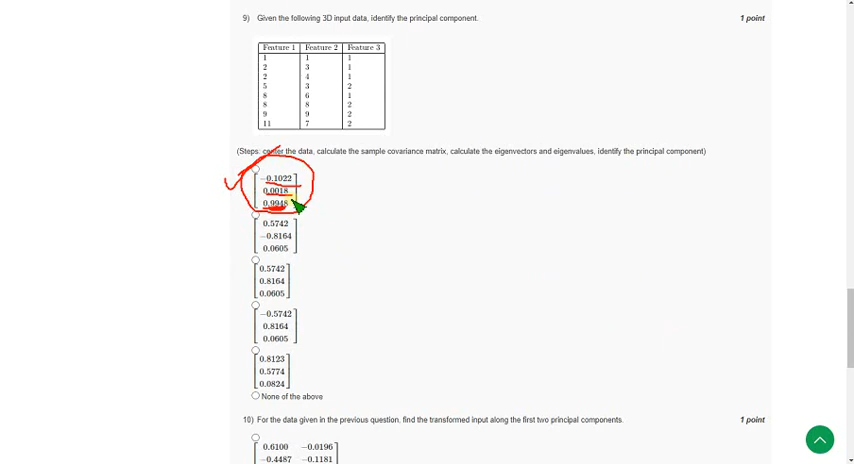 9) Given the following 3D input data, identify the principal component. 1 point
Feature 1 Feature 2 Feature 3
1 1 1
2 3 1
2 4 1
5 3 2
8 6 1
8 8 2
9 9 2
11 7 2
(Steps: center the data, calculate the sample covariance matrix, calculate the eigenvectors and eigenvalues, identify the principal component)
−0.1022
0.0018
0.9948
0.5742
−0.8164
0.0605
0.5742
0.8164
0.0605
−0.5742
0.8164
0.0605
0.8123
0.5774
0.0824
None of the above
10) For the data given in the previous question, find the transformed input along the first two principal components. 1 point
0.6100 −0.0196
−0.4487 −0.1181